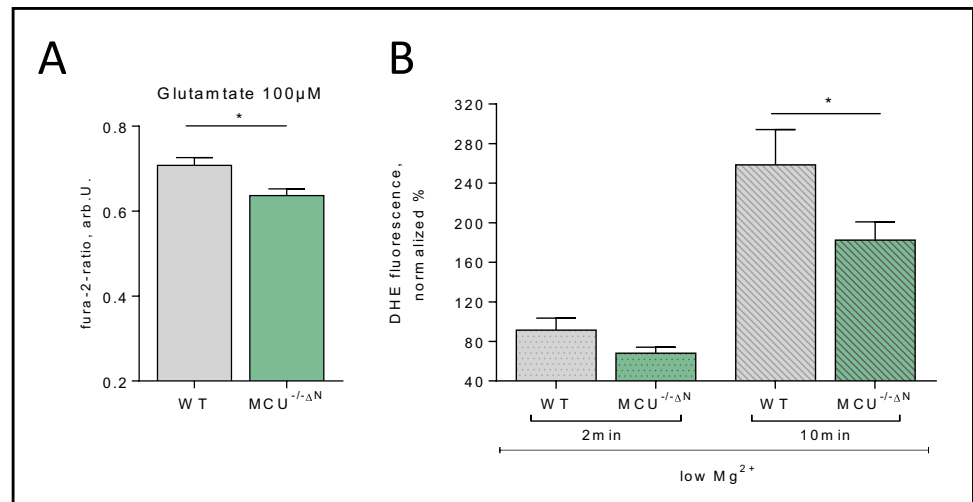 A
Glutamtate 100µM
*
fura-2-ratio, arb.U.
0.8
0.6
0.4
0.2
WT MCU-/-ΔN
B
*
DHE fluorescence,
normalized %
320
280
240
200
160
120
80
40
WT MCU-/-ΔN WT MCU-/-ΔN
2min 10min
low Mg2+